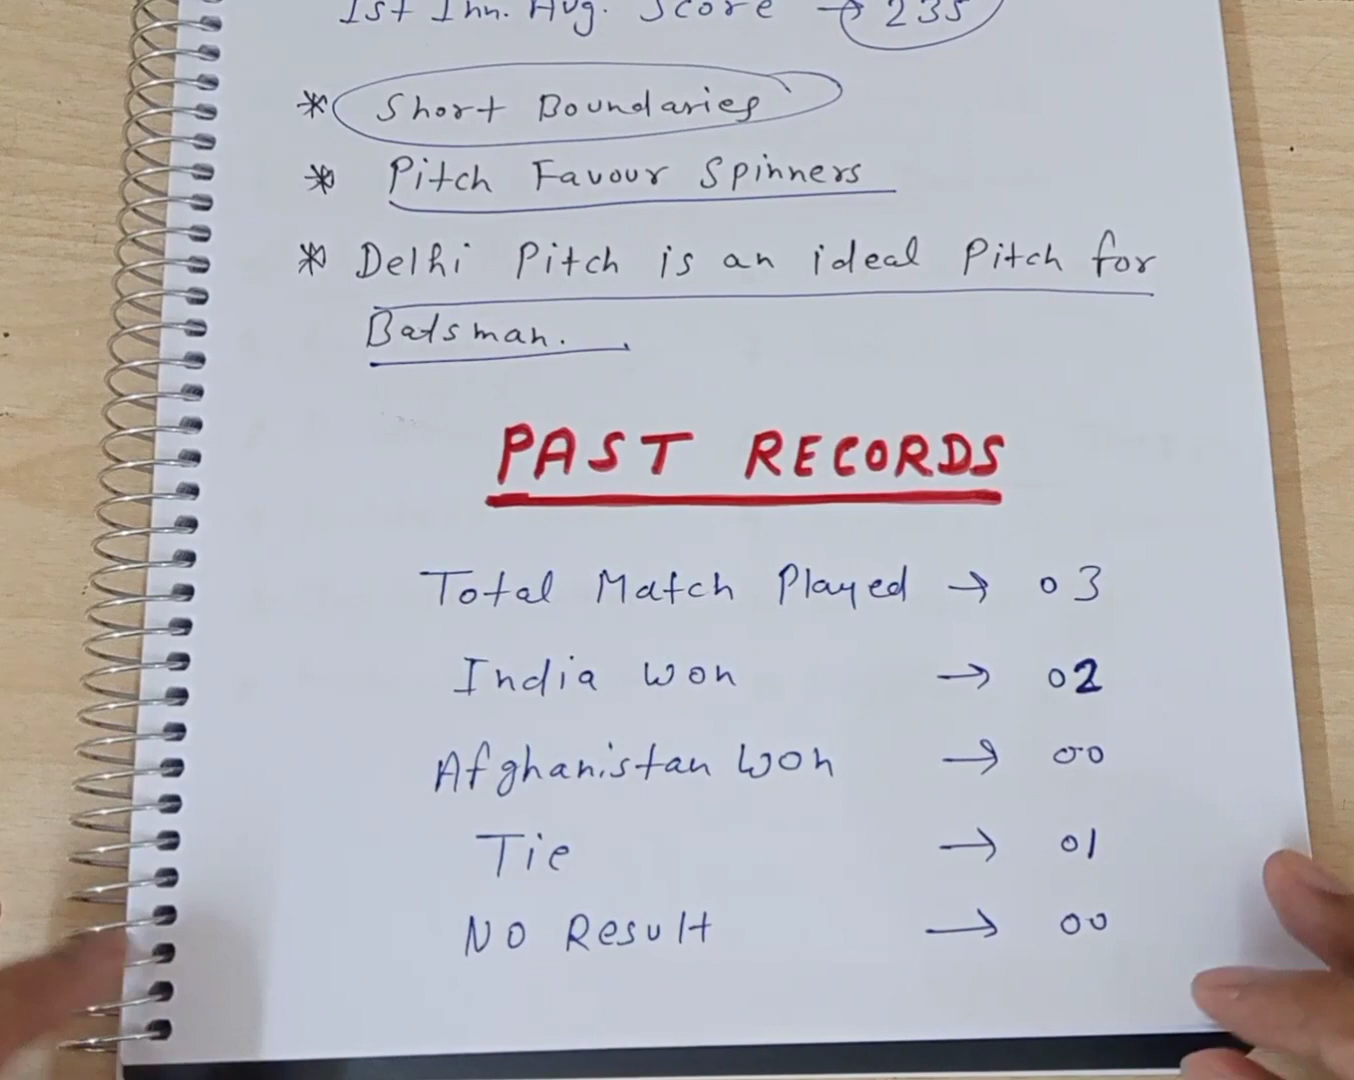 1st Inn. Avg. Score → 235
* Short Boundaries
* Pitch Favour Spinners
* Delhi Pitch is an ideal Pitch for
Batsman.
PAST RECORDS
Total Match Played → 03
India Won → 02
Afghanistan Won → 00
Tie → 01
No Result → 00